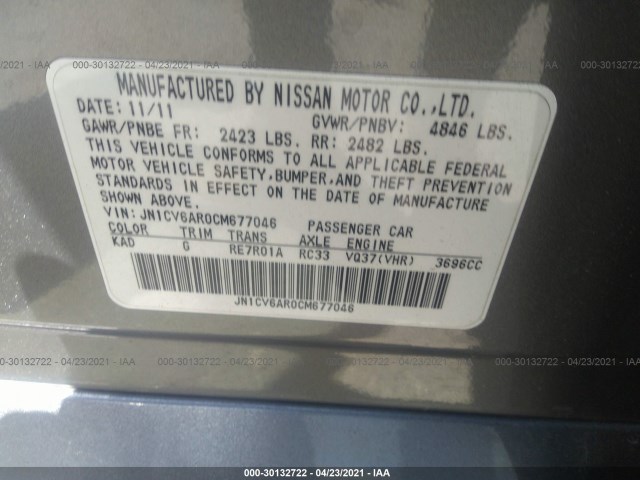 000-30132722 - 04/23/2021 - IAA
MANUFACTURED BY NISSAN MOTOR CO.,LTD.
DATE: 11/11 GVWR/PNBV: 4846 LBS.
GAWR/PNBE FR: 2423 LBS. RR: 2482 LBS.
THIS VEHICLE CONFORMS TO ALL APPLICABLE FEDERAL
MOTOR VEHICLE SAFETY,BUMPER,AND THEFT PREVENTION
STANDARDS IN EFFECT ON THE DATE OF MANUFACTURE
SHOWN ABOVE.
VIN: JN1CV6AR0CM677046 PASSENGER CAR
COLOR TRIM TRANS AXLE ENGINE
KAD G RE7R01A RC33 VQ37(VHR) 3696CC
JN1CV6AR0CM677046
000-30132722 - 04/23/2021 - IAA
000-30132722 - 04/23/2021 - IAA
000-30132722 - 04/23/2021 - IAA